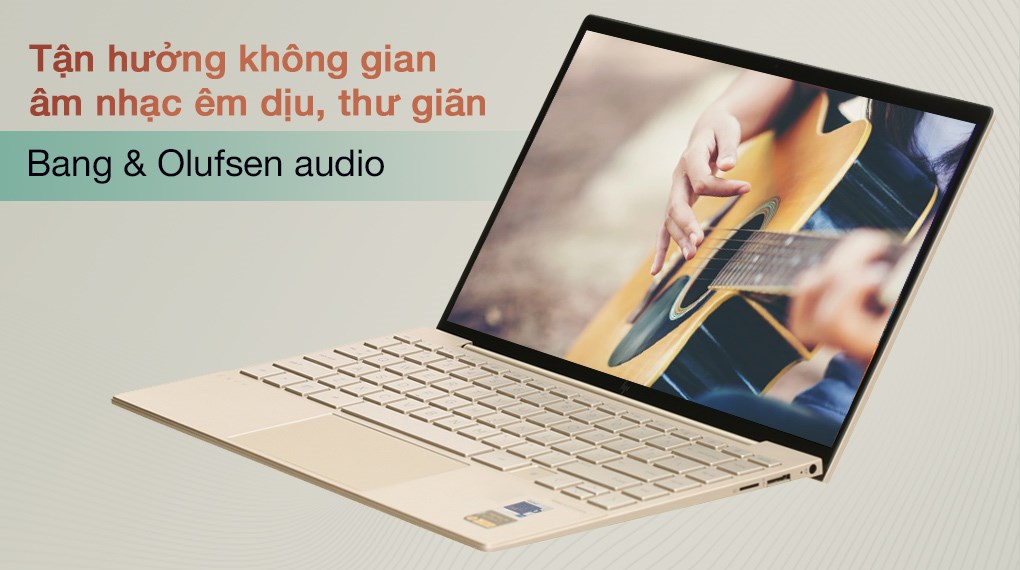 Tận hưởng không gian
âm nhạc êm dịu, thư giãn
Bang & Olufsen audio